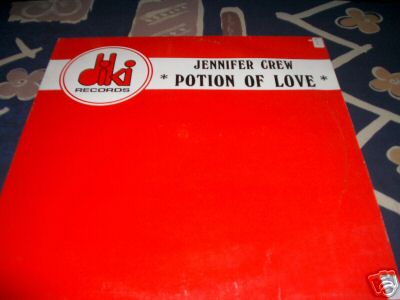 diki
RECORDS
JENNIFER CREW
* POTION OF LOVE *